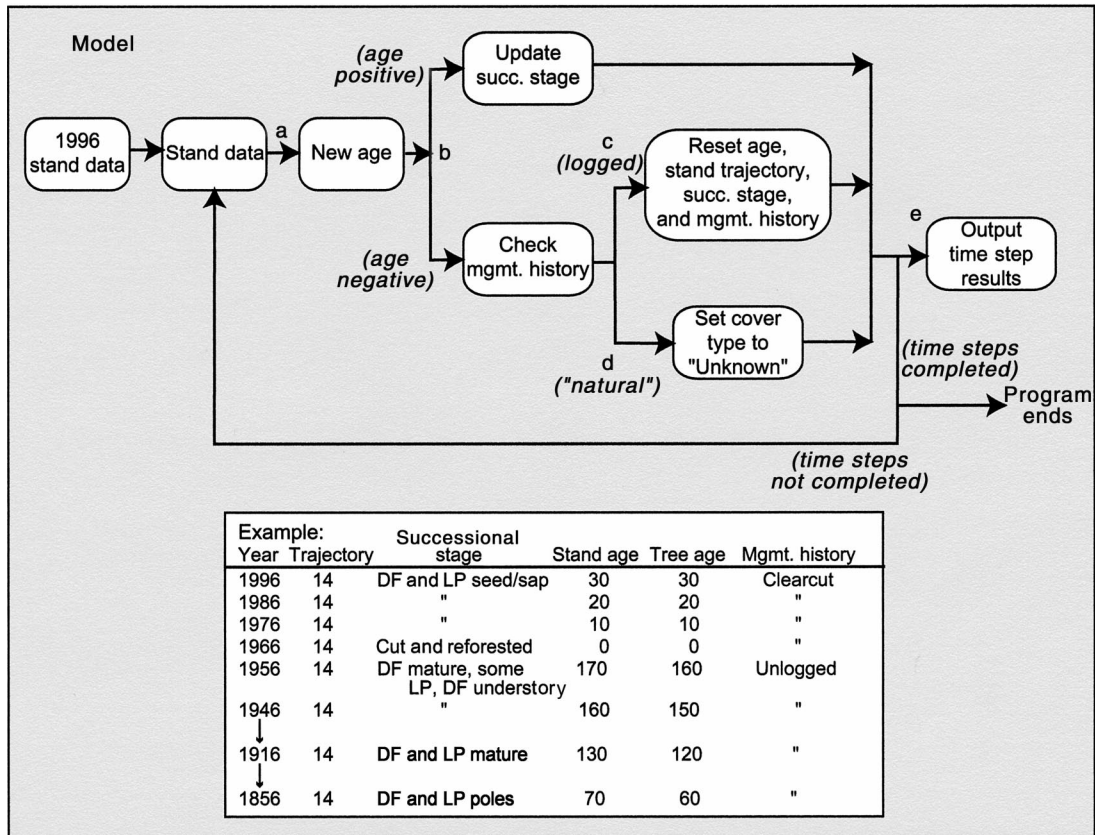 Model
1996
stand data
Stand data
a
New age
b
(age
positive)
Update
succ. stage
(age
negative)
Check
mgmt. history
c
(logged)
Reset age,
stand trajectory,
succ. stage,
and mgmt. history
d
("natural")
Set cover
type to
"Unknown"
e
Output
time step
results
(time steps
completed)
Program
ends
(time steps
not completed)
Example:
Year Trajectory Successional stage Stand age Tree age Mgmt. history
1996 14 DF and LP seed/sap 30 30 Clearcut
1986 14 " 20 20 "
1976 14 " 10 10 "
1966 14 Cut and reforested 0 0 "
1956 14 DF mature, some 170 160 Unlogged
LP, DF understory
1946 14 " 160 150 "
1916 14 DF and LP mature 130 120 "
1856 14 DF and LP poles 70 60 "